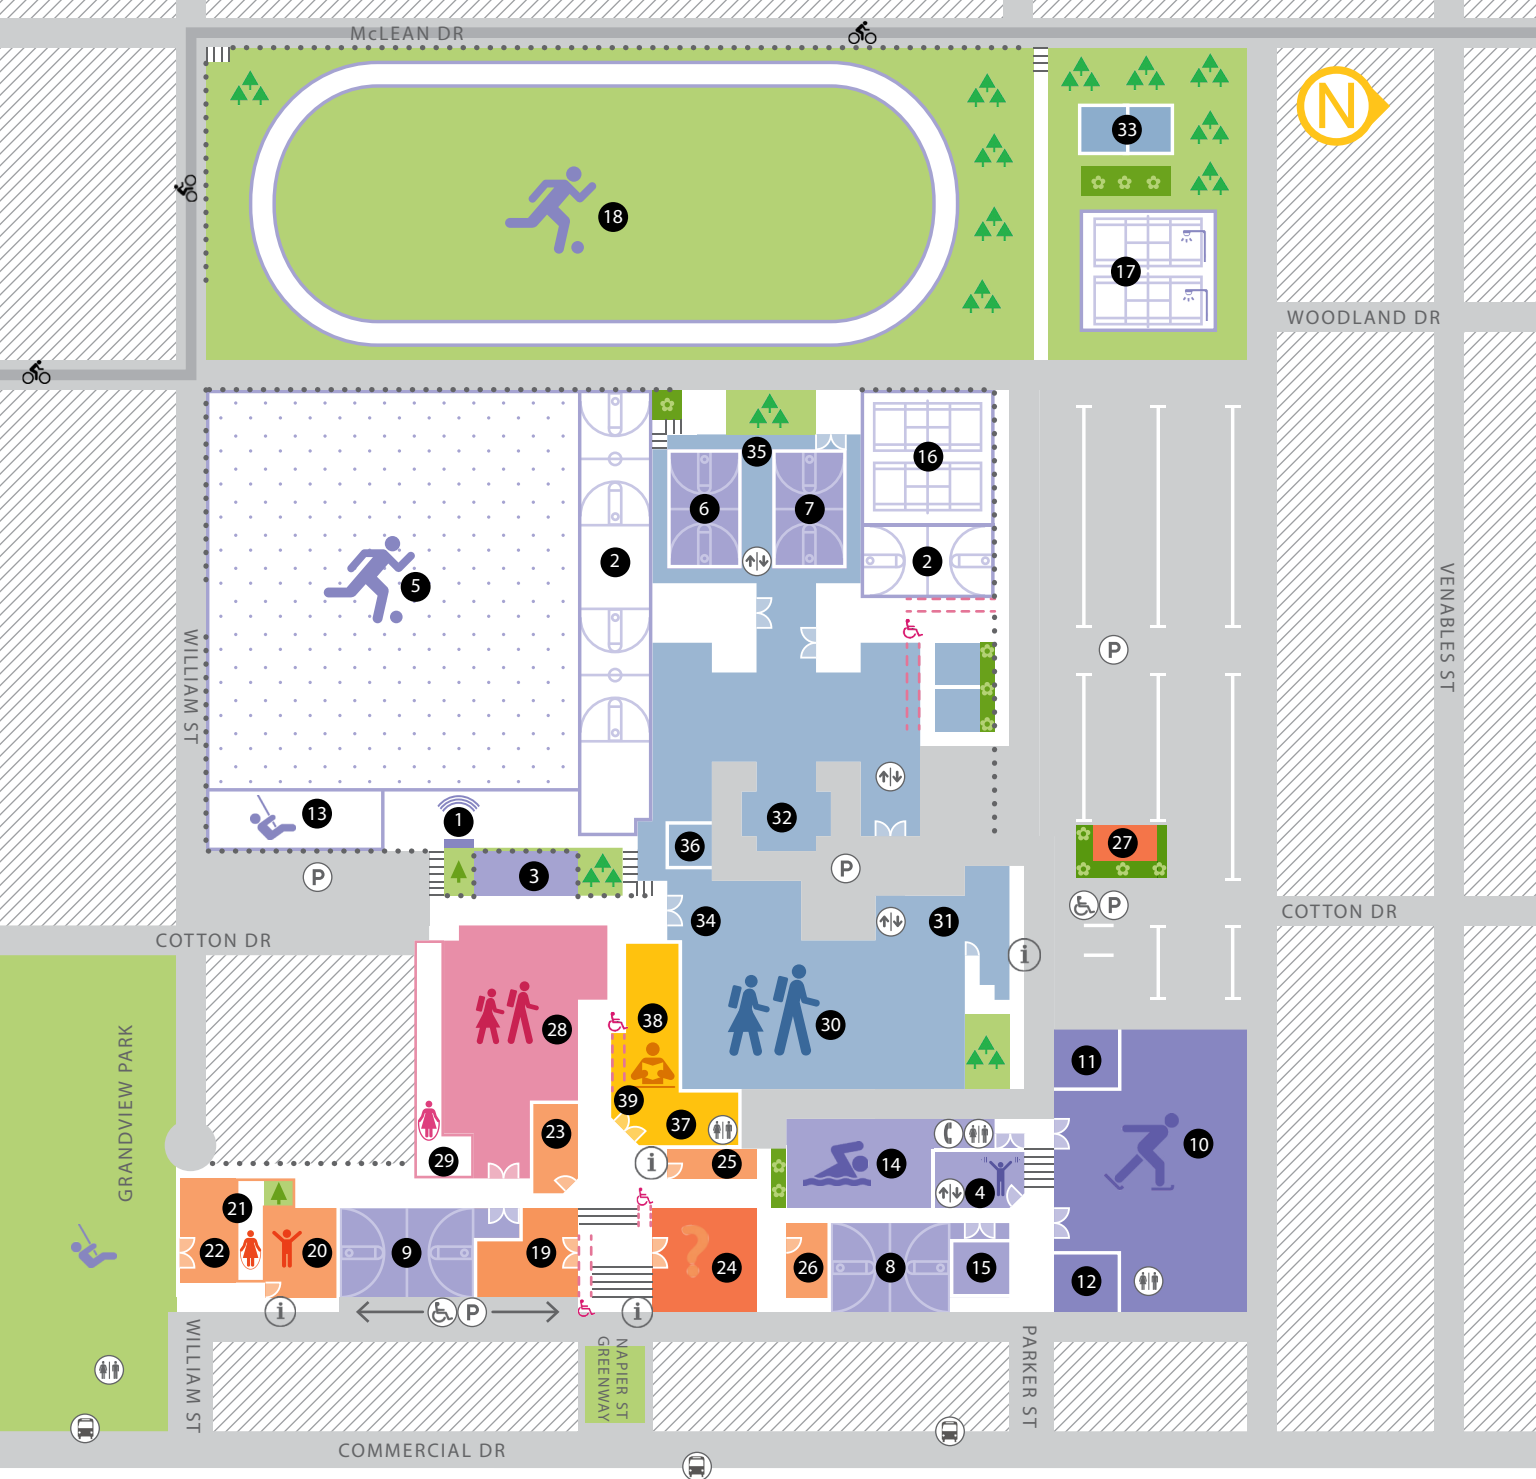 McLEAN DR
N
33
18
17
WOODLAND DR
35
16
6
7
2
2
5
VENABLES ST
WILLIAM ST
P
13
1
32
27
36
3
P
P
34
31
P
COTTON DR
COTTON DR
i
38
30
28
GRANDVIEW PARK
11
39
37
23
10
29
i
25
14
4
21
22
20
9
19
24
26
8
15
12
i
P
i
WILLIAM ST
NAPIER ST
GREENWAY
PARKER ST
COMMERCIAL DR